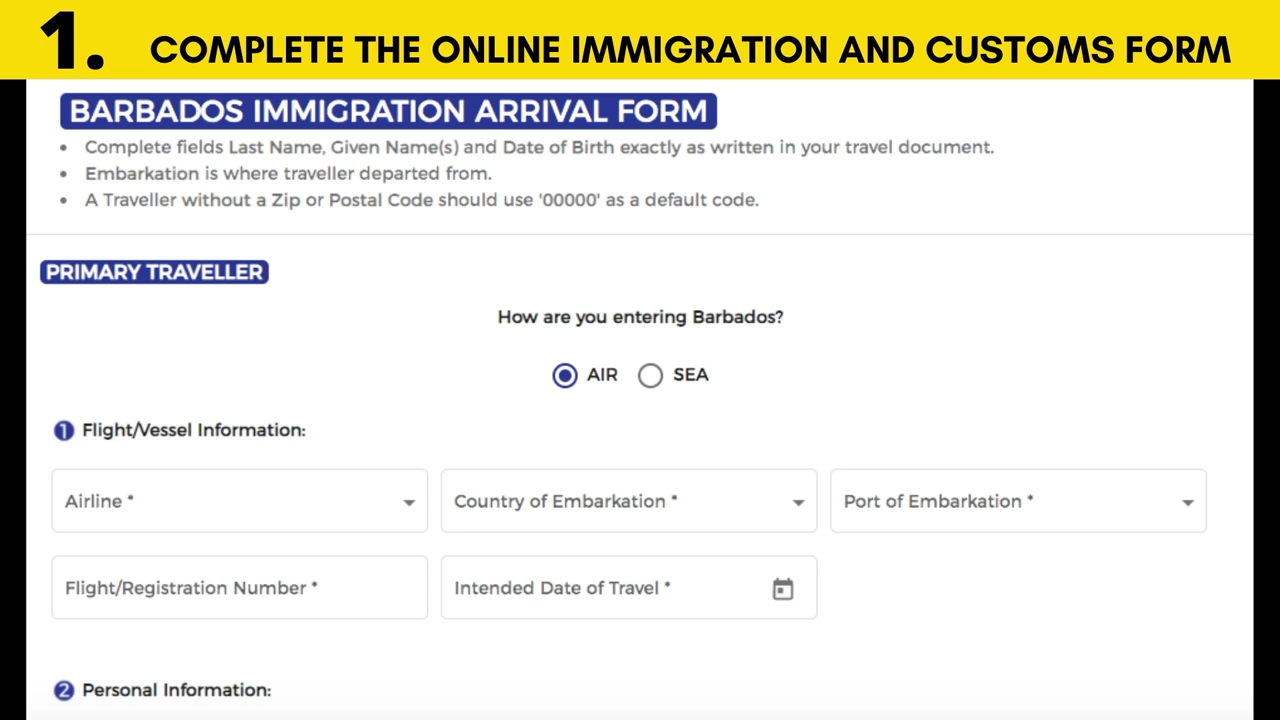 1. COMPLETE THE ONLINE IMMIGRATION AND CUSTOMS FORM
BARBADOS IMMIGRATION ARRIVAL FORM
• Complete fields Last Name, Given Name(s) and Date of Birth exactly as written in your travel document.
• Embarkation is where traveller departed from.
• A Traveller without a Zip or Postal Code should use '00000' as a default code.
PRIMARY TRAVELLER
How are you entering Barbados?
AIR SEA
1 Flight/Vessel Information:
Airline * Country of Embarkation * Port of Embarkation *
Flight/Registration Number * Intended Date of Travel *
2 Personal Information: